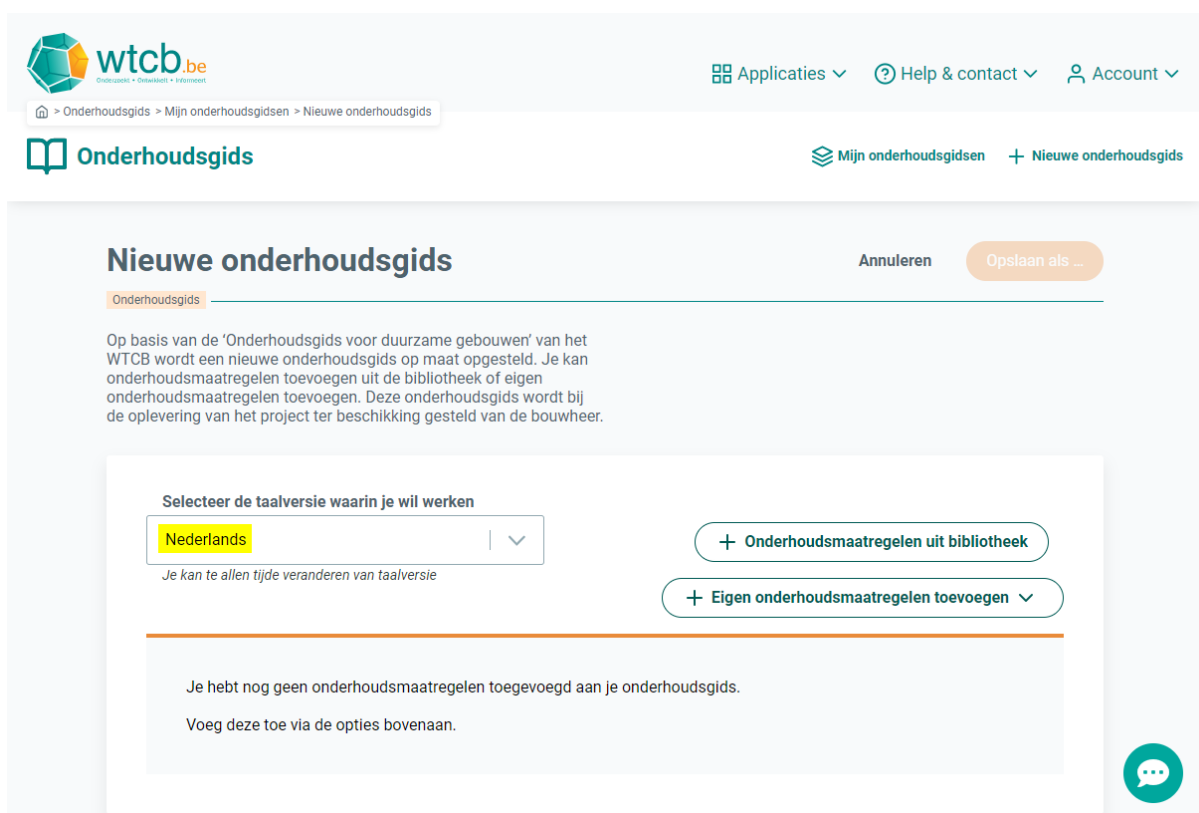 wtcb.be
Onderzoekt • Ontwikkelt • Informeert
Applicaties
Help & contact
Account
> Onderhoudsgids > Mijn onderhoudsgidsen > Nieuwe onderhoudsgids
Onderhoudsgids
Mijn onderhoudsgidsen
Nieuwe onderhoudsgids
Nieuwe onderhoudsgids
Annuleren
Opslaan als ...
Onderhoudsgids
Op basis van de ‘Onderhoudsgids voor duurzame gebouwen’ van het
WTCB wordt een nieuwe onderhoudsgids op maat opgesteld. Je kan
onderhoudsmaatregelen toevoegen uit de bibliotheek of eigen
onderhoudsmaatregelen toevoegen. Deze onderhoudsgids wordt bij
de oplevering van het project ter beschikking gesteld van de bouwheer.
Selecteer de taalversie waarin je wil werken
Nederlands
Je kan te allen tijde veranderen van taalversie
+ Onderhoudsmaatregelen uit bibliotheek
+ Eigen onderhoudsmaatregelen toevoegen
Je hebt nog geen onderhoudsmaatregelen toegevoegd aan je onderhoudsgids.
Voeg deze toe via de opties bovenaan.